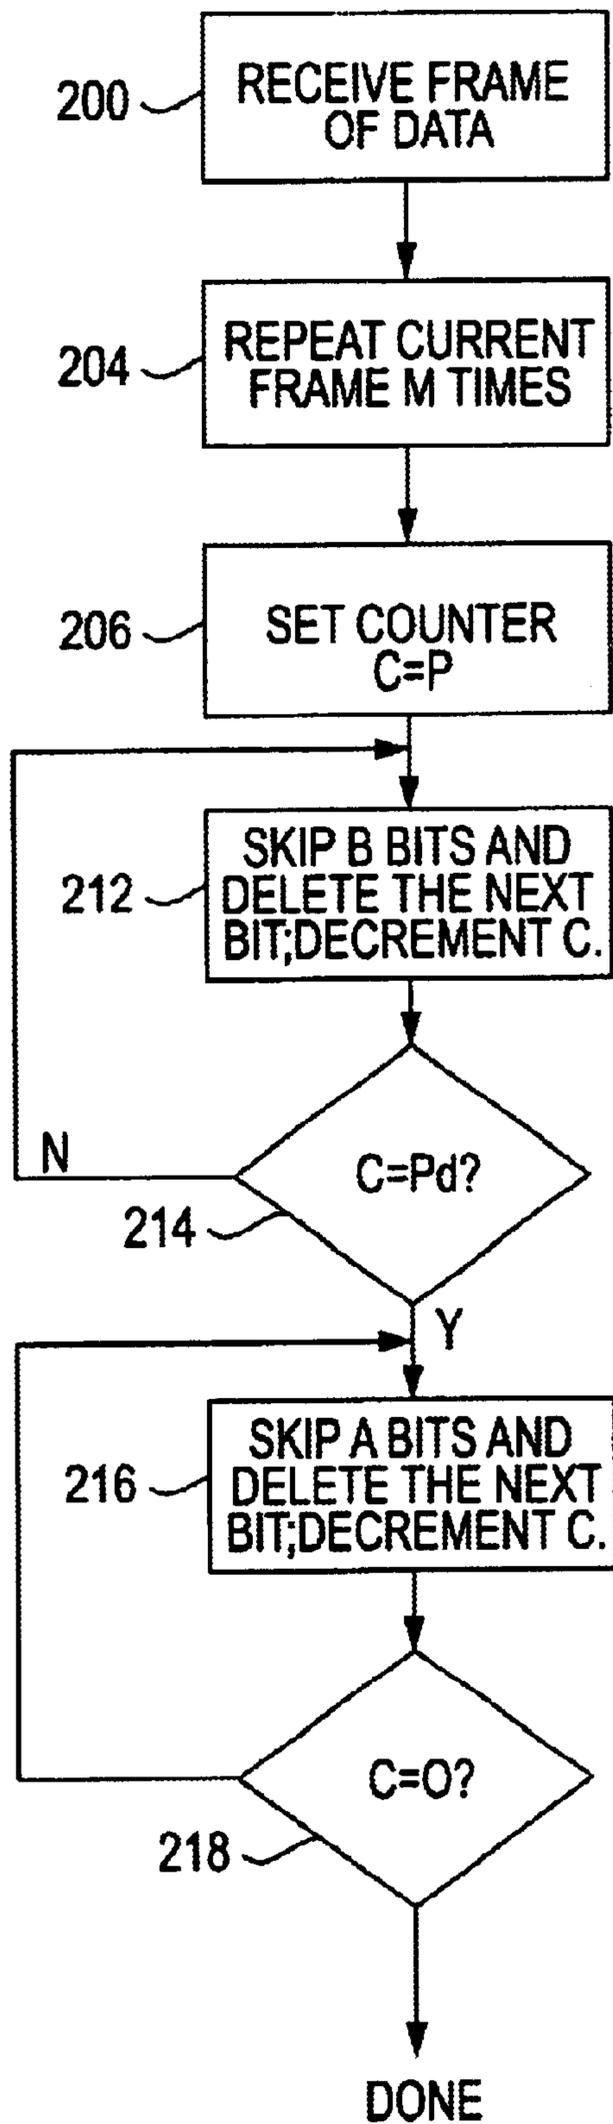 200
RECEIVE FRAME
OF DATA
204
REPEAT CURRENT
FRAME M TIMES
206
SET COUNTER
C=P
212
SKIP B BITS AND
DELETE THE NEXT
BIT;DECREMENT C.
N
C=Pd?
214
Y
216
SKIP A BITS AND
DELETE THE NEXT
BIT;DECREMENT C.
C=O?
218
DONE